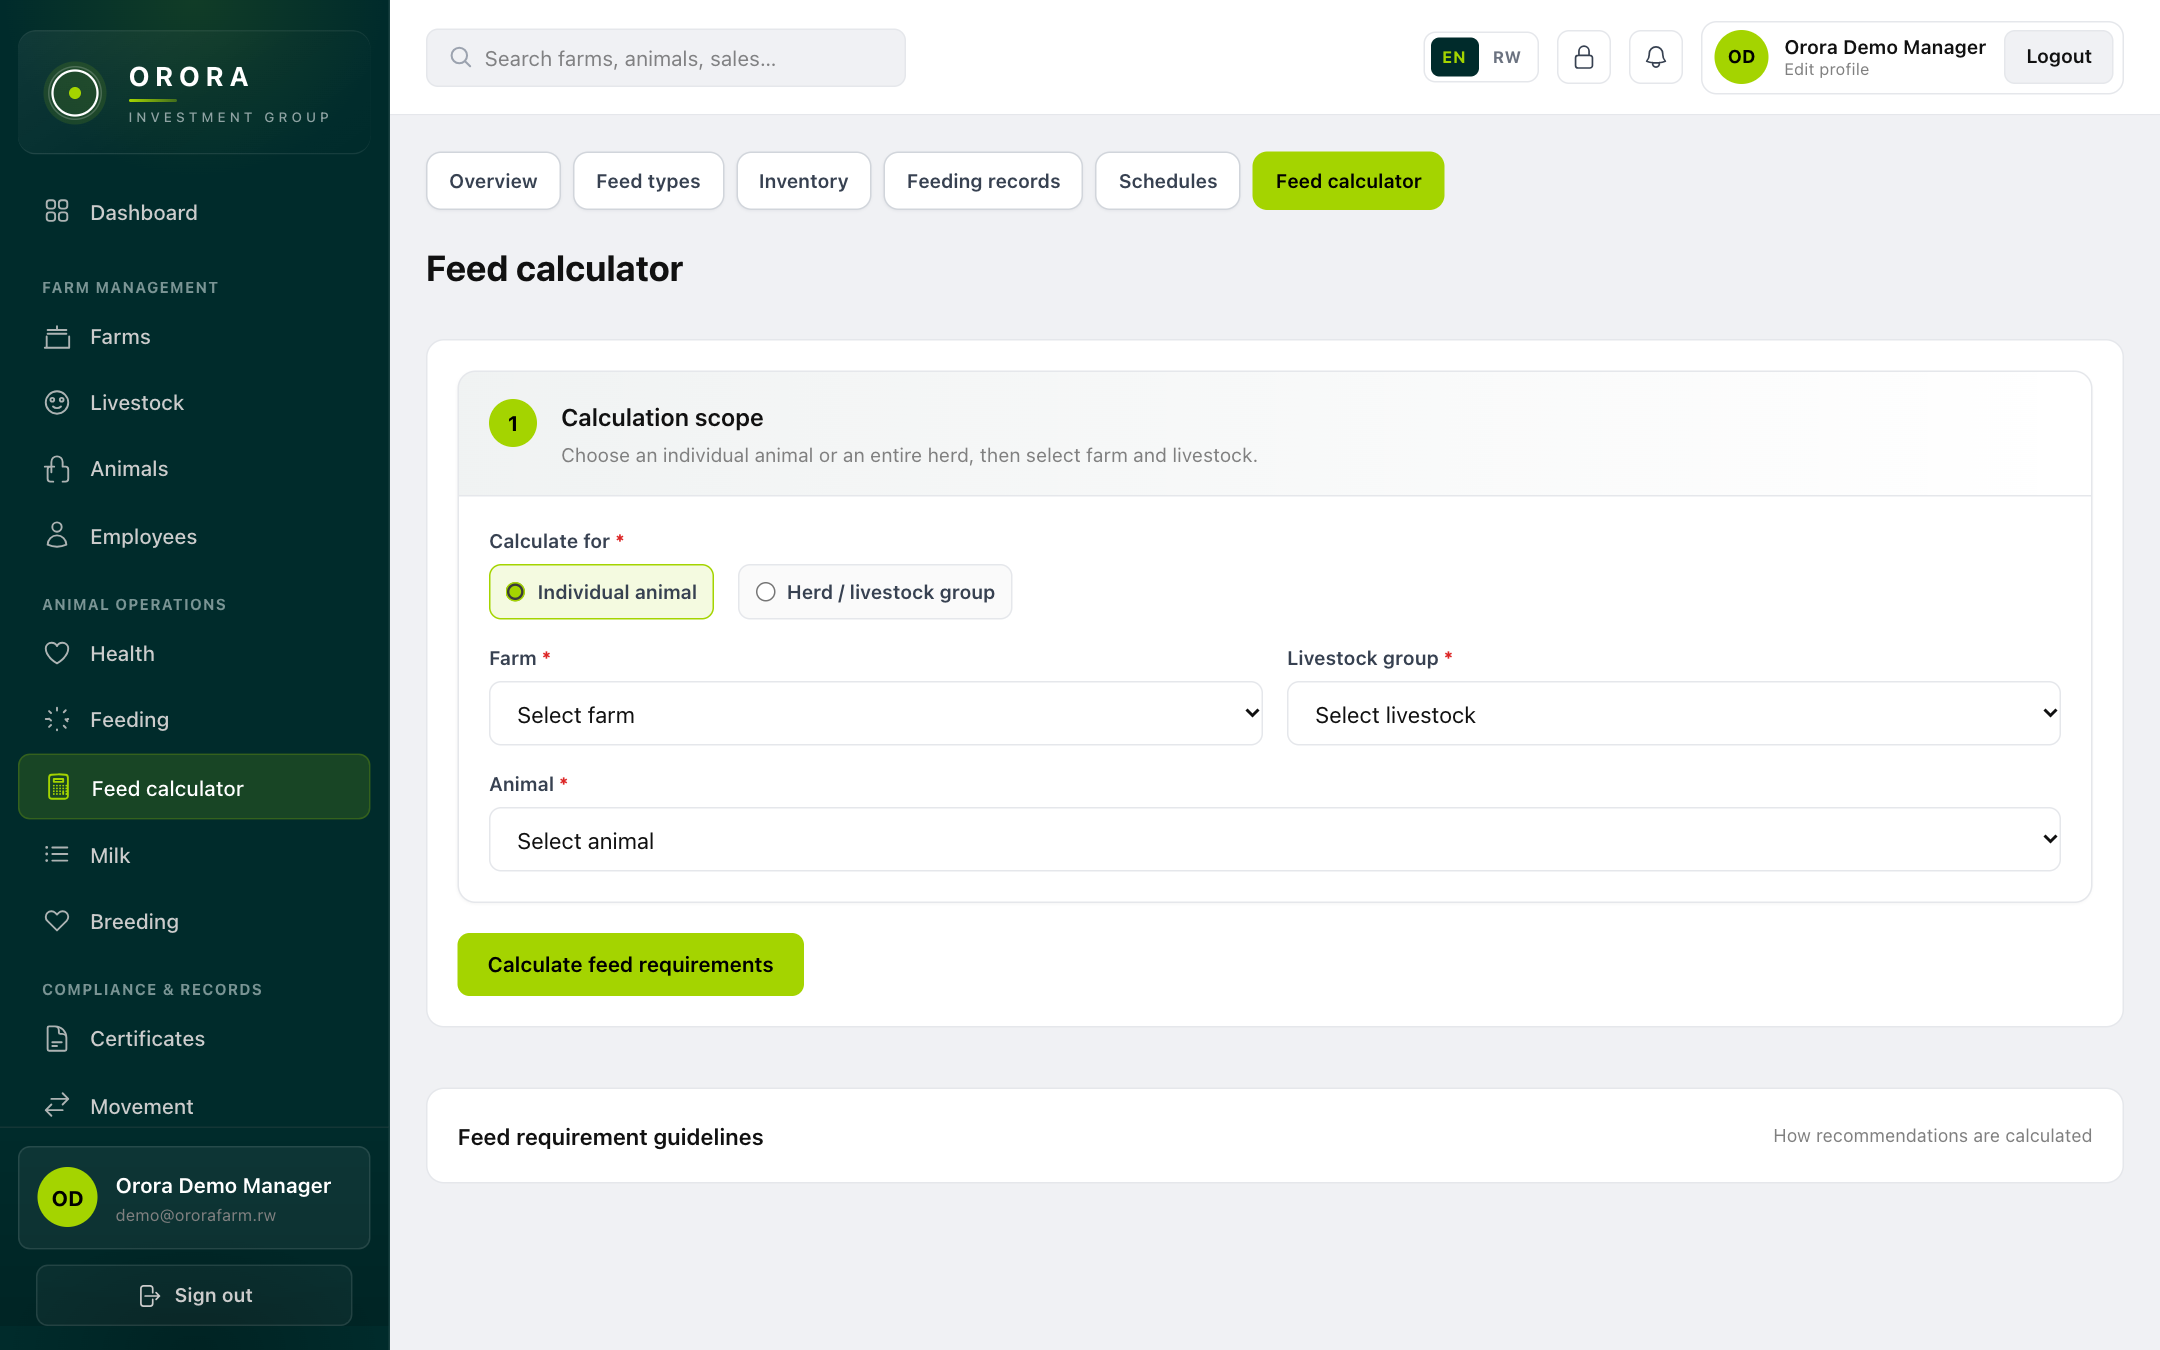 ORORA
INVESTMENT GROUP
Dashboard
FARM MANAGEMENT
Farms
Livestock
Animals
Employees
ANIMAL OPERATIONS
Health
Feeding
Feed calculator
Milk
Breeding
COMPLIANCE & RECORDS
Certificates
Movement
OD
Orora Demo Manager
demo@ororafarm.rw
Sign out
Search farms, animals, sales...
EN
RW
OD
Orora Demo Manager
Edit profile
Logout
Overview
Feed types
Inventory
Feeding records
Schedules
Feed calculator
Feed calculator
1
Calculation scope
Choose an individual animal or an entire herd, then select farm and livestock.
Calculate for *
Individual animal
Herd / livestock group
Farm *
Livestock group *
Select farm
Select livestock
Animal *
Select animal
Calculate feed requirements
Feed requirement guidelines
How recommendations are calculated